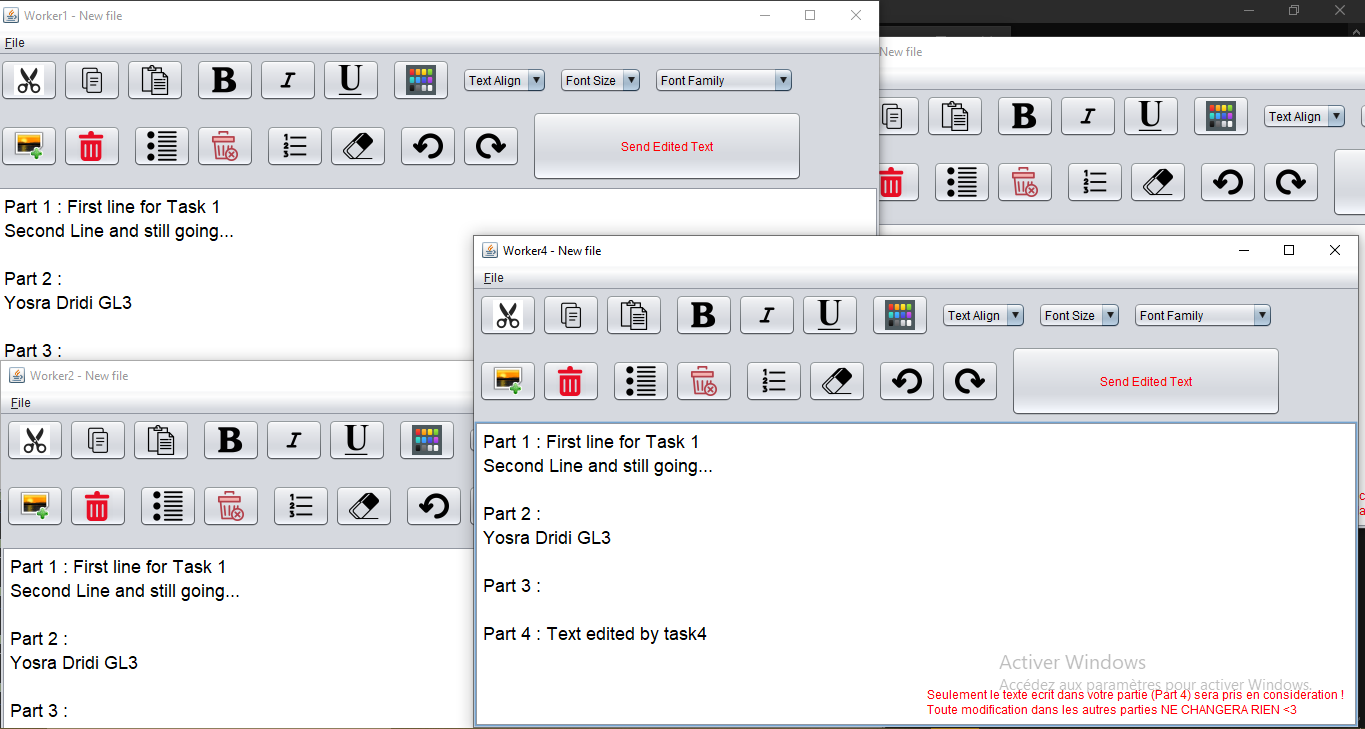 Worker1 - New file
File
B I U Text Align Font Size Font Family
Send Edited Text
Part 1 : First line for Task 1
Second Line and still going...
Part 2 :
Yosra Dridi GL3
Part 3 :
New file
B I U Text Align
Worker2 - New file
File
B I U
Part 1 : First line for Task 1
Second Line and still going...
Part 2 :
Yosra Dridi GL3
Part 3 :
Worker4 - New file
File
B I U Text Align Font Size Font Family
Send Edited Text
Part 1 : First line for Task 1
Second Line and still going...
Part 2 :
Yosra Dridi GL3
Part 3 :
Part 4 : Text edited by task4
Activer Windows
Accédez aux paramètres pour activer Windows.
Seulement le texte ecrit dans votre partie (Part 4) sera pris en consideration !
Toute modification dans les autres parties NE CHANGERA RIEN <3